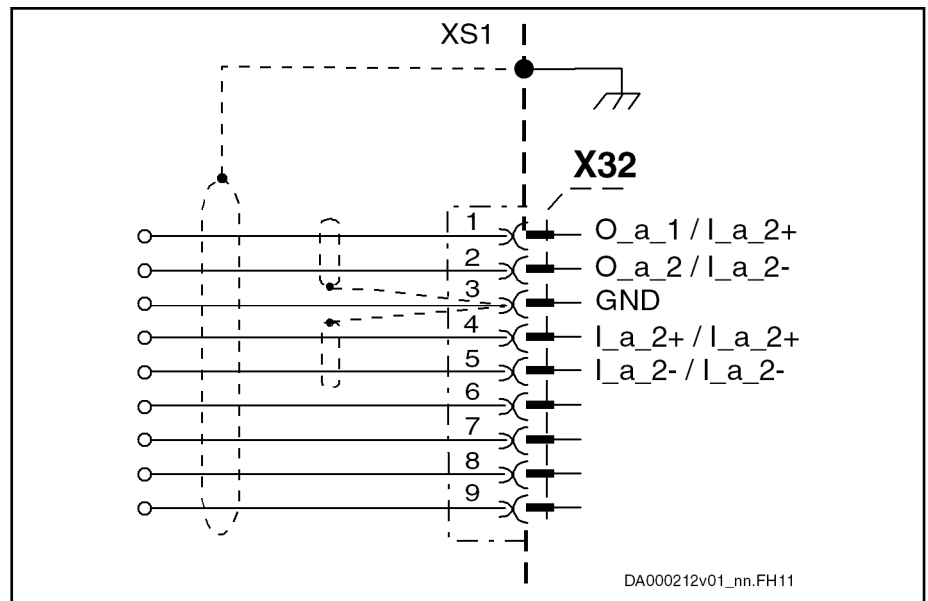 XS1
X32
1 O_a_1 / I_a_2+
2 O_a_2 / I_a_2-
3 GND
4 I_a_2+ / I_a_2+
5 I_a_2- / I_a_2-
6
7
8
9
DA000212v01_nn.FH11